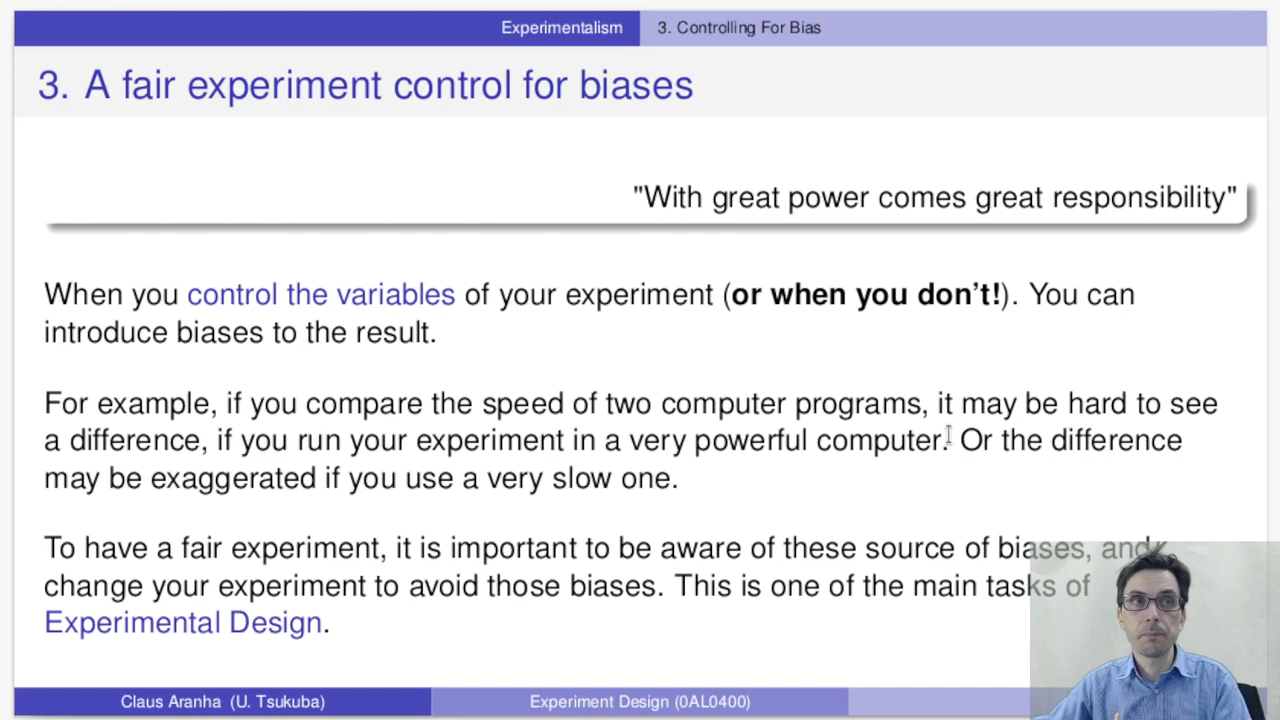 Experimentalism
3. Controlling For Bias
3. A fair experiment control for biases
"With great power comes great responsibility"
When you control the variables of your experiment (or when you don't!). You can
introduce biases to the result.
For example, if you compare the speed of two computer programs, it may be hard to see
a difference, if you run your experiment in a very powerful computer. Or the difference
may be exaggerated if you use a very slow one.
To have a fair experiment, it is important to be aware of these source of biases, and
change your experiment to avoid those biases. This is one of the main tasks of
Experimental Design.
Claus Aranha (U. Tsukuba)
Experiment Design (0AL0400)